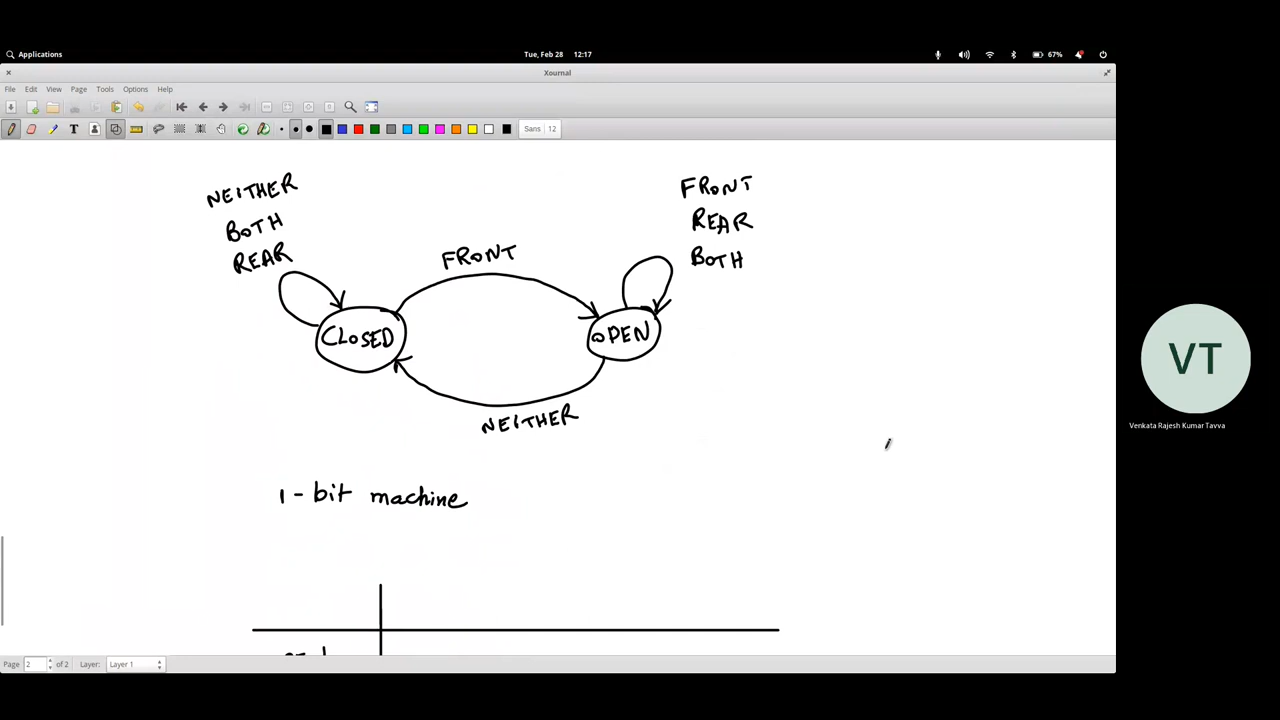 Applications
Tue, Feb 28 12:17
67%
Xournal
File Edit View Page Tools Options Help
Sans 12
NEITHER
BOTH
REAR
FRONT
FRONT
REAR
BOTH
CLOSED
OPEN
NEITHER
1-bit machine
VT
Venkata Rajesh Kumar Tavva
Page 2 of 2 Layer: Layer 1